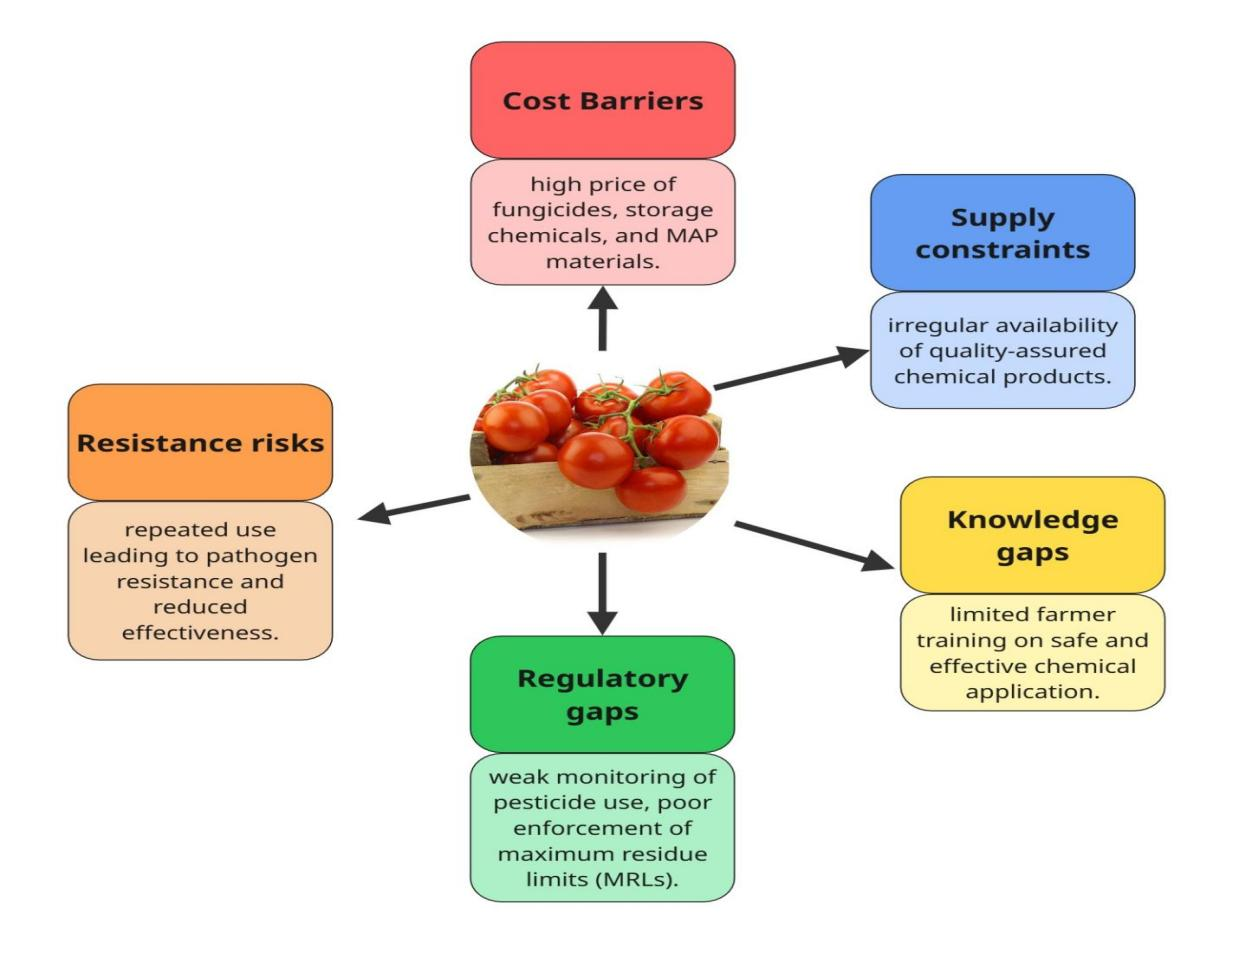 Cost Barriers
high price of
fungicides, storage
chemicals, and MAP
materials.
Supply
constraints
irregular availability
of quality-assured
chemical products.
Resistance risks
repeated use
leading to pathogen
resistance and
reduced
effectiveness.
Knowledge
gaps
limited farmer
training on safe and
effective chemical
application.
Regulatory
gaps
weak monitoring of
pesticide use, poor
enforcement of
maximum residue
limits (MRLs).